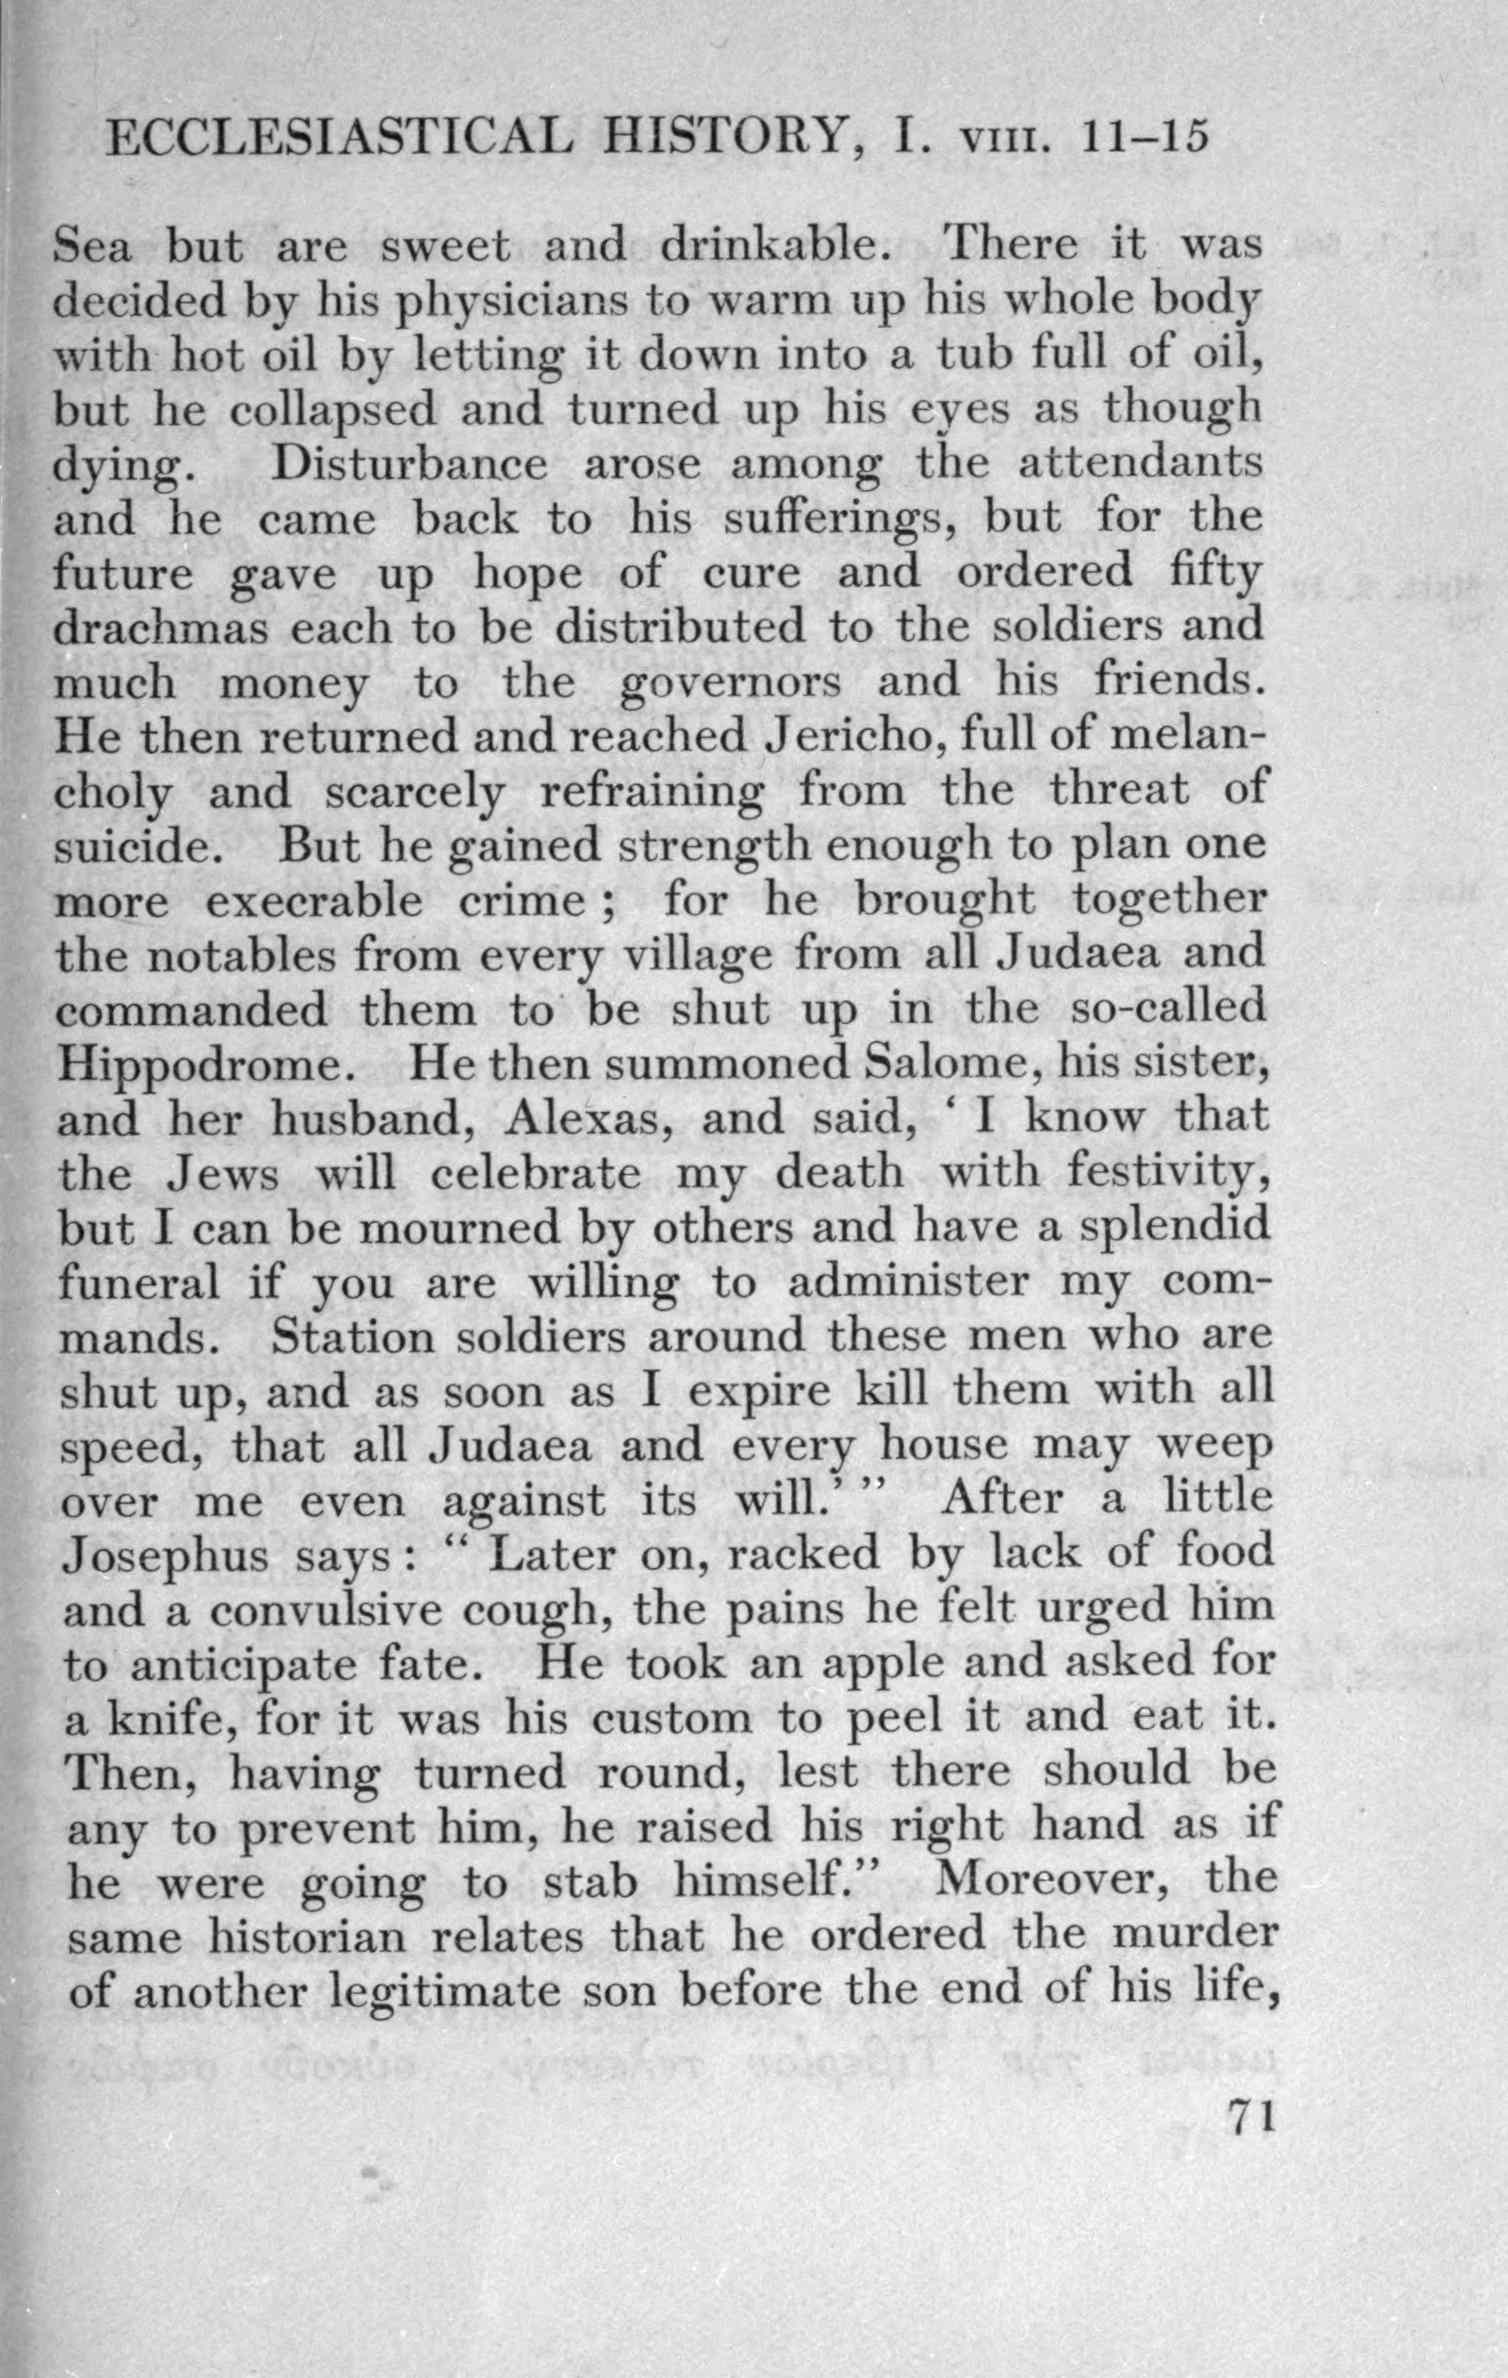 ECCLESIASTICAL HISTORY, I. VIII. 11–15
Sea but are sweet and drinkable. There it was
decided by his physicians to warm up his whole body
with hot oil by letting it down into a tub full of oil,
but he collapsed and turned up his eyes as though
dying. Disturbance arose among the attendants
and he came back to his sufferings, but for the
future gave up hope of cure and ordered fifty
drachmas each to be distributed to the soldiers and
much money to the governors and his friends.
He then returned and reached Jericho, full of melan-
choly and scarcely refraining from the threat of
suicide. But he gained strength enough to plan one
more execrable crime ; for he brought together
the notables from every village from all Judaea and
commanded them to be shut up in the so-called
Hippodrome. He then summoned Salome, his sister,
and her husband, Alexas, and said, ‘ I know that
the Jews will celebrate my death with festivity,
but I can be mourned by others and have a splendid
funeral if you are willing to administer my com-
mands. Station soldiers around these men who are
shut up, and as soon as I expire kill them with all
speed, that all Judaea and every house may weep
over me even against its will.’ ” After a little
Josephus says : “ Later on, racked by lack of food
and a convulsive cough, the pains he felt urged him
to anticipate fate. He took an apple and asked for
a knife, for it was his custom to peel it and eat it.
Then, having turned round, lest there should be
any to prevent him, he raised his right hand as if
he were going to stab himself.” Moreover, the
same historian relates that he ordered the murder
of another legitimate son before the end of his life,
71